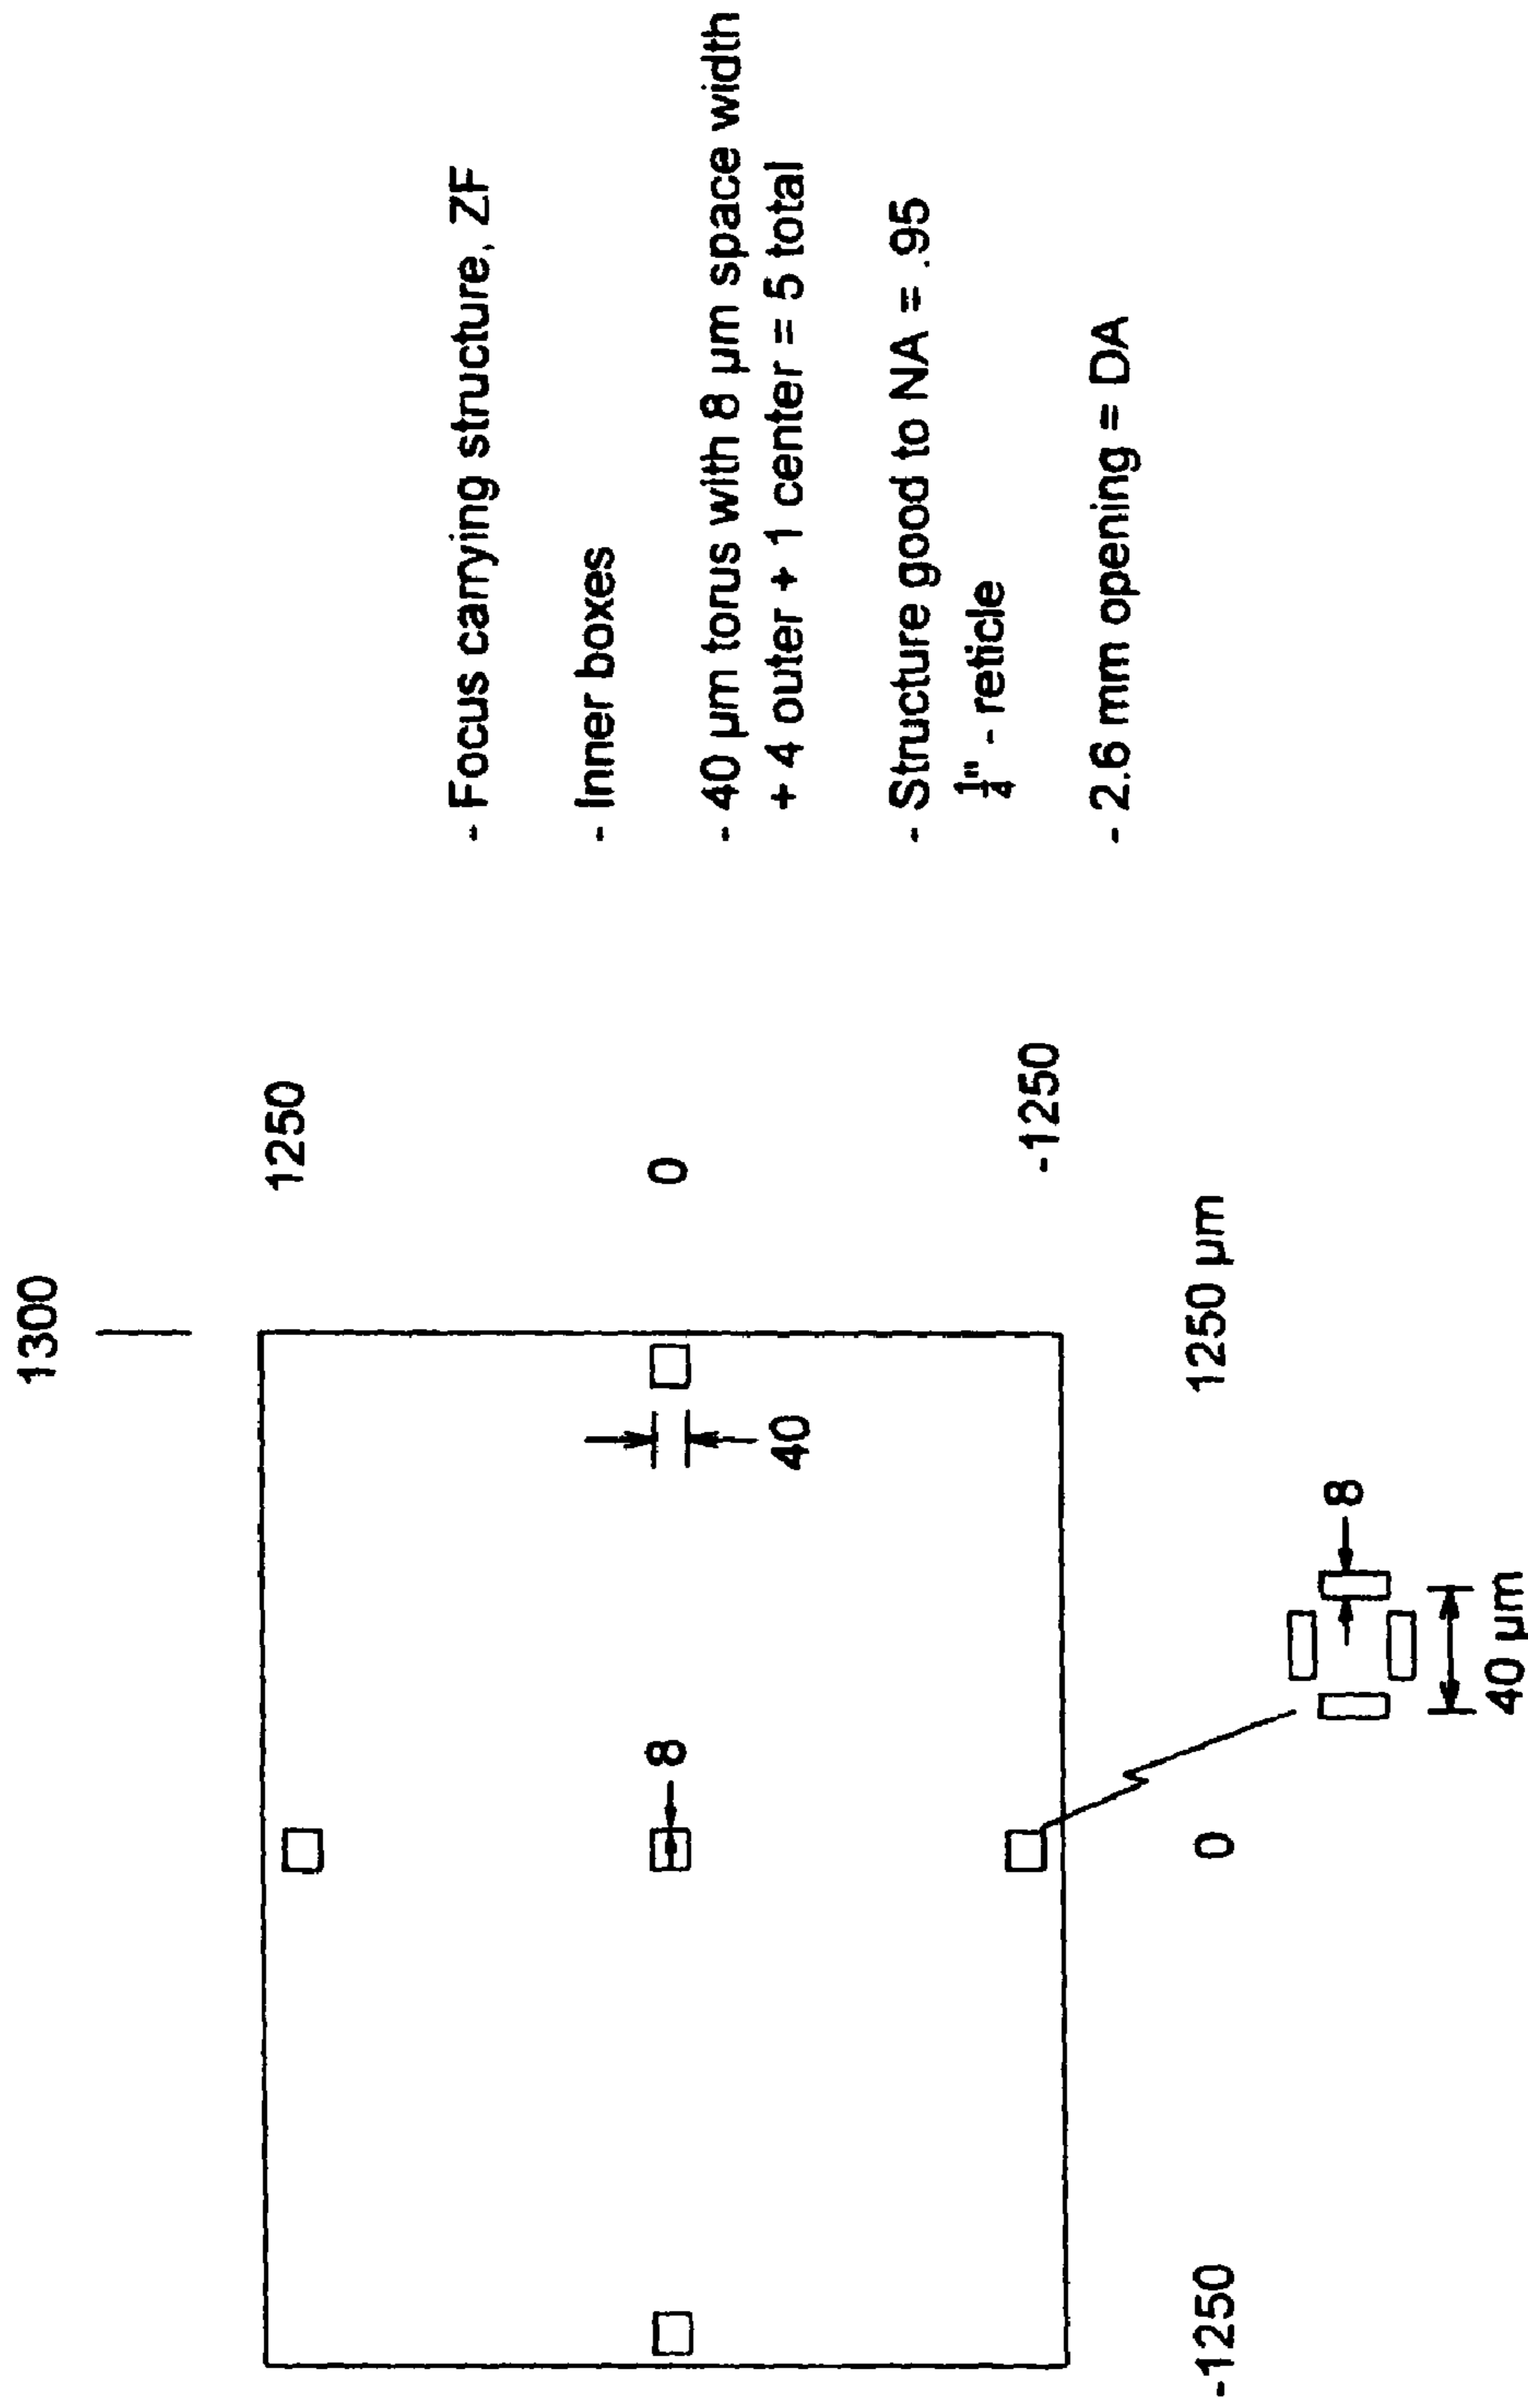 1300
1250
0
-1250
40
8
-1250
0
1250 µm
8
40 µm
- Focus carrying structure, ZF
- Inner boxes
- 40 µm torus with 8 µm space width
+ 4 outer + 1 center = 5 total
- Structure good to NA = .95
1/4" - reticle
- 2.6 mm opening = DA